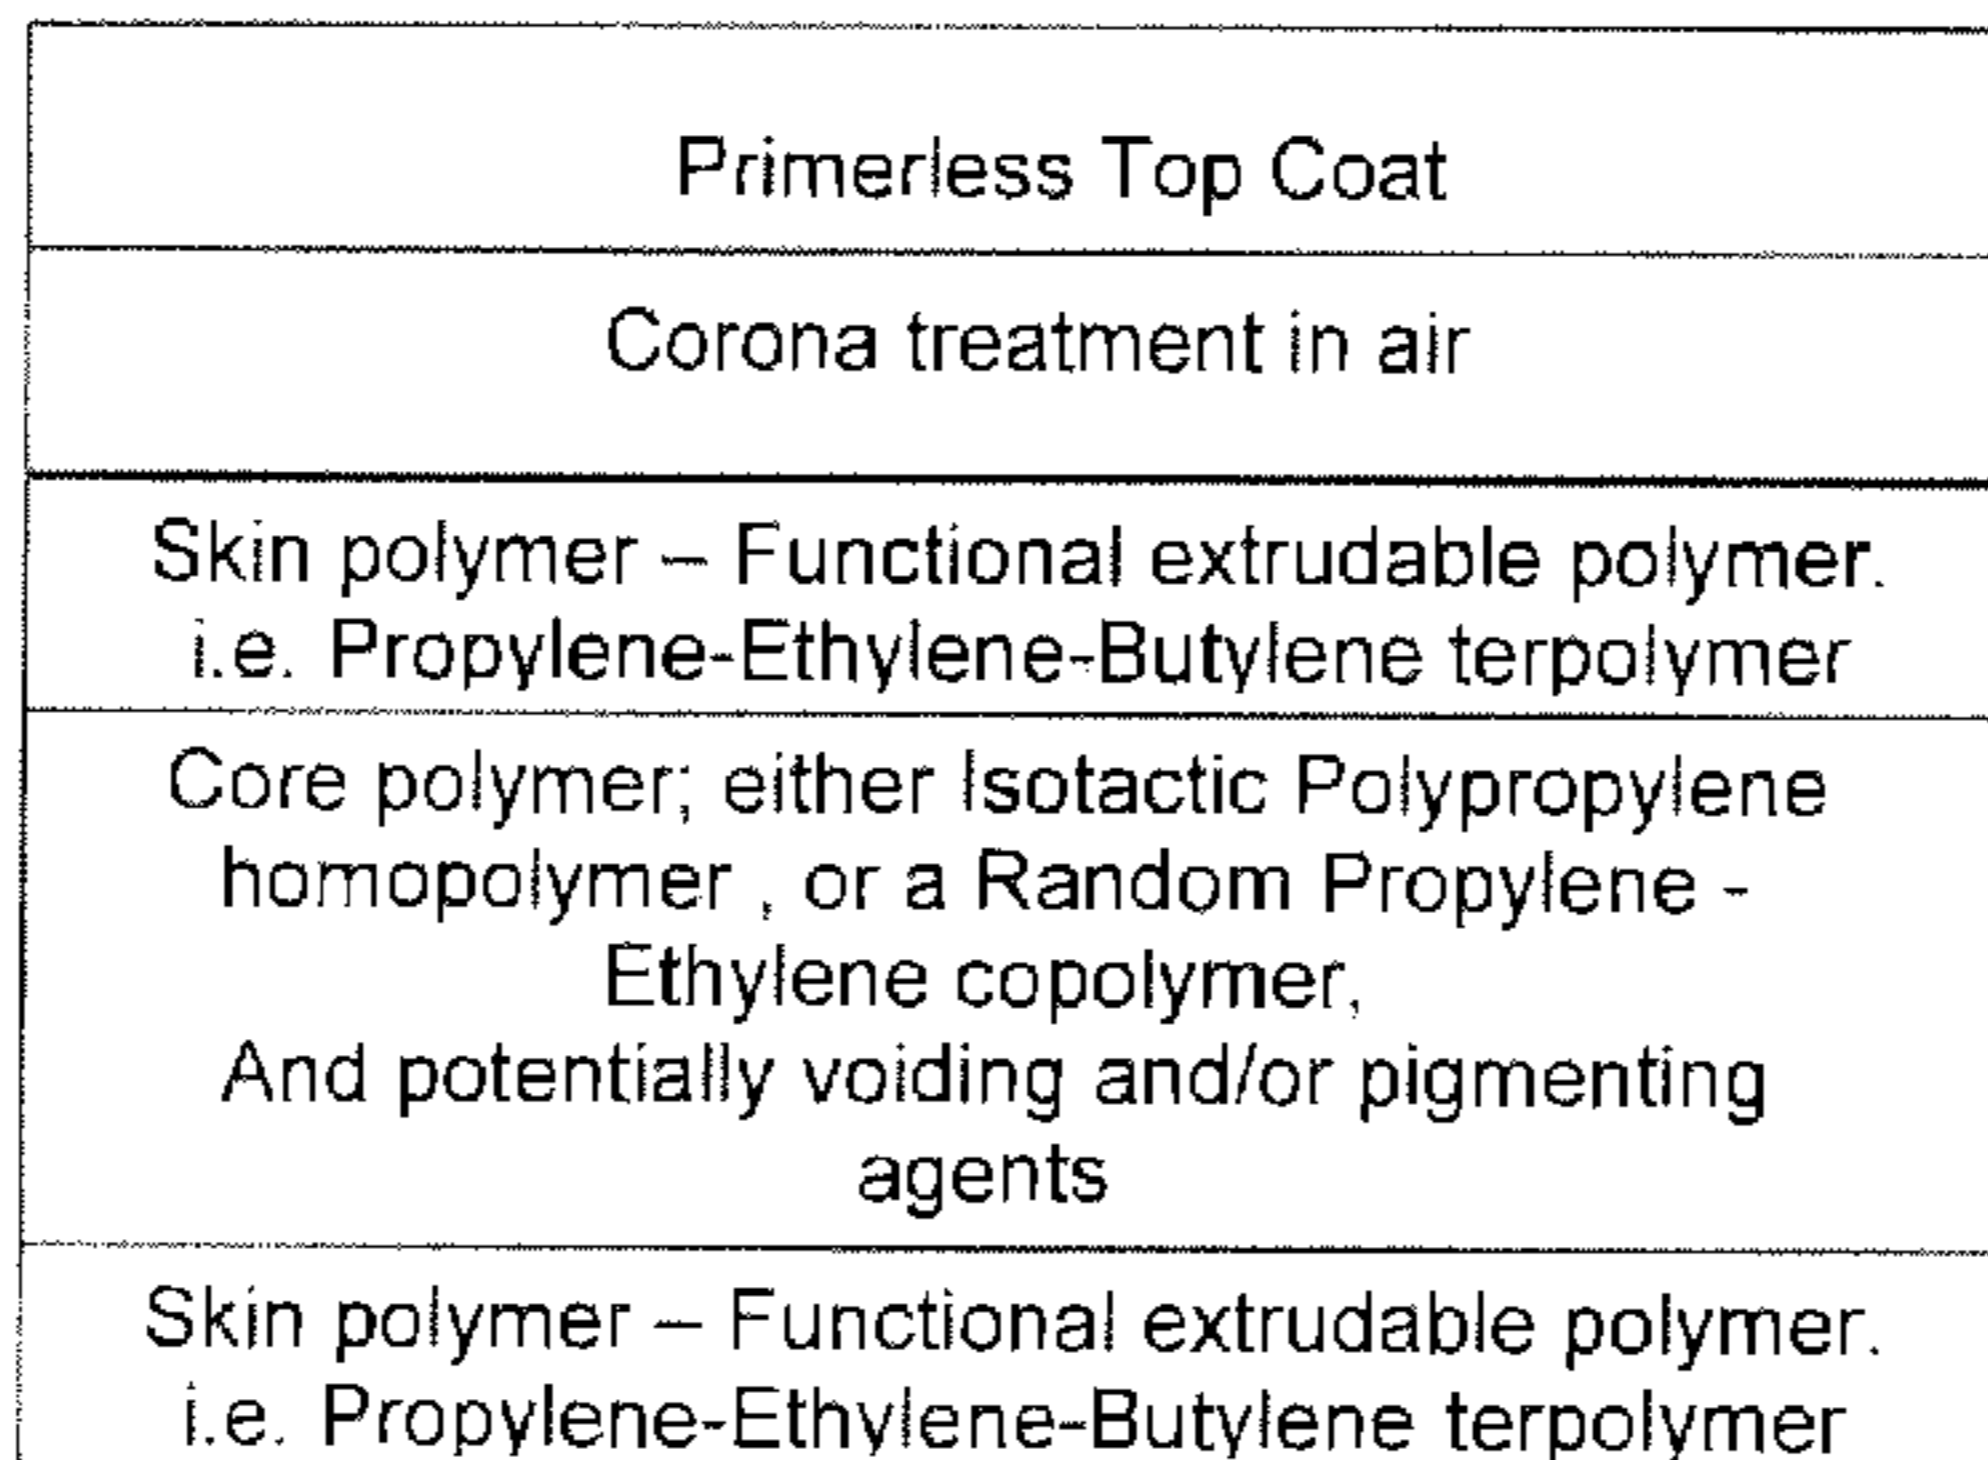 Primerless Top Coat
Corona treatment in air
Skin polymer – Functional extrudable polymer.
i.e. Propylene-Ethylene-Butylene terpolymer
Core polymer; either Isotactic Polypropylene
homopolymer , or a Random Propylene -
Ethylene copolymer,
And potentially voiding and/or pigmenting
agents
Skin polymer – Functional extrudable polymer.
i.e. Propylene-Ethylene-Butylene terpolymer